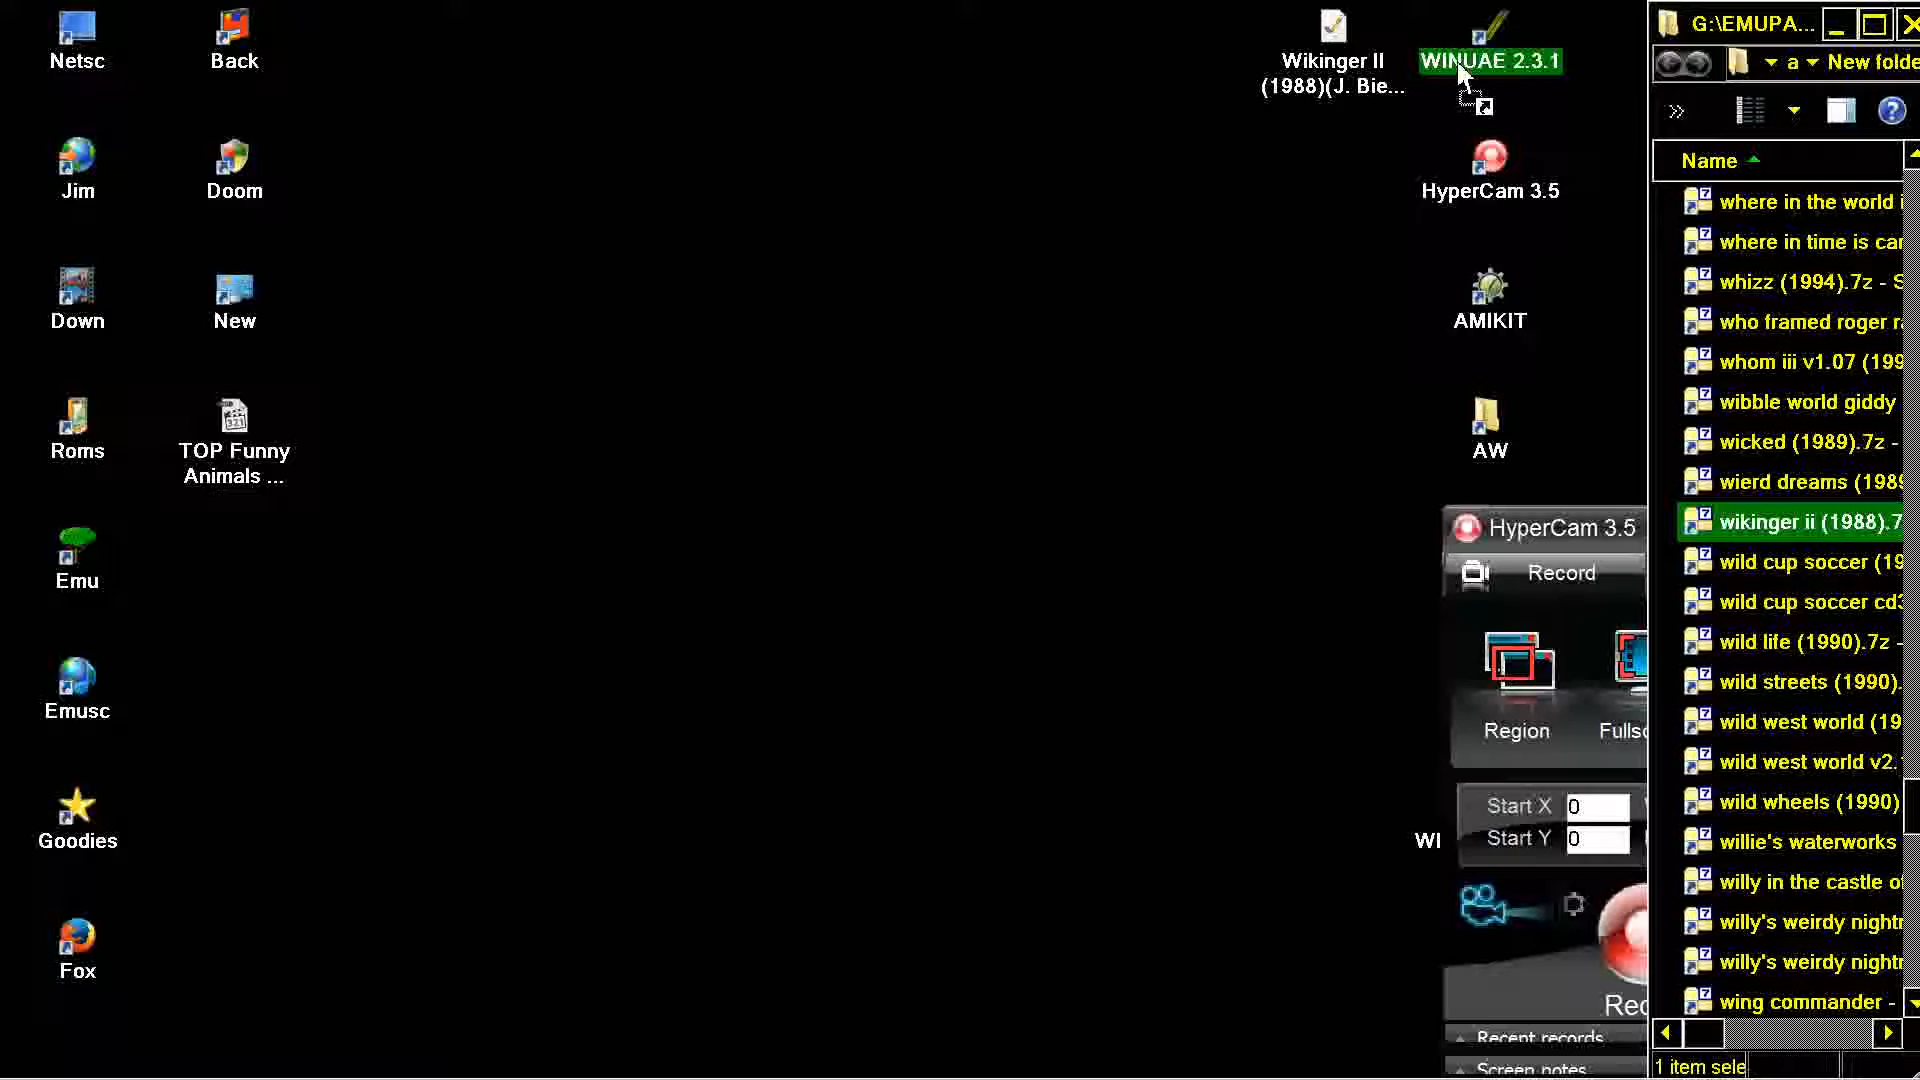 Netsc
Back
Jim
Doom
Down
New
Roms
TOP Funny
Animals ...
Emu
Emusc
Goodies
Fox
Wikinger II
(1988)(J. Bie...
WINUAE 2.3.1
HyperCam 3.5
AMIKIT
AW
WI
HyperCam 3.5
Record
Region
Fullsc
Start X 0
Start Y 0
Rec
Recent records
Screen notes
G:\EMUPA...
a New folde
Name
where in the world i
where in time is car
whizz (1994).7z - S
who framed roger ra
whom iii v1.07 (199
wibble world giddy
wicked (1989).7z -
wierd dreams (1989
wikinger ii (1988).7
wild cup soccer (19
wild cup soccer cd3
wild life (1990).7z -
wild streets (1990).
wild west world (19
wild west world v2.
wild wheels (1990)
willie's waterworks
willy in the castle o
willy's weirdy night
willy's weirdy night
wing commander -
1 item sele